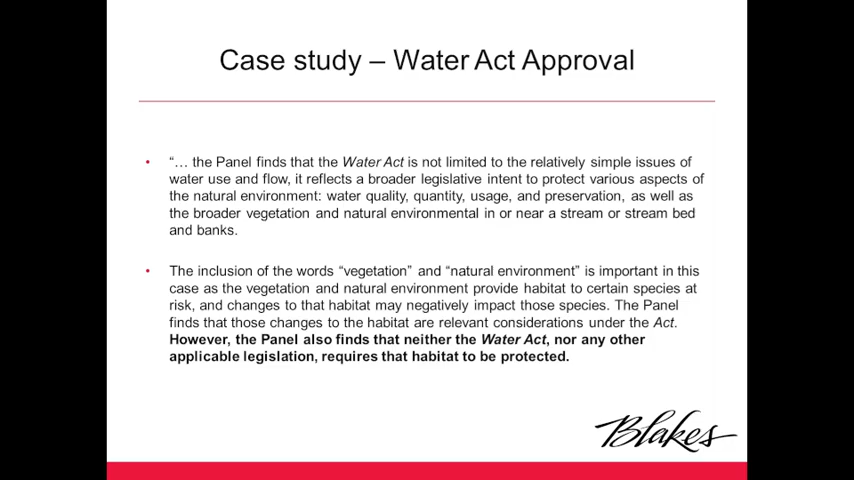 Case study – Water Act Approval
• “… the Panel finds that the Water Act is not limited to the relatively simple issues of
water use and flow, it reflects a broader legislative intent to protect various aspects of
the natural environment: water quality, quantity, usage, and preservation, as well as
the broader vegetation and natural environmental in or near a stream or stream bed
and banks.
• The inclusion of the words “vegetation” and “natural environment” is important in this
case as the vegetation and natural environment provide habitat to certain species at
risk, and changes to that habitat may negatively impact those species. The Panel
finds that those changes to the habitat are relevant considerations under the Act.
However, the Panel also finds that neither the Water Act, nor any other
applicable legislation, requires that habitat to be protected.
Blakes